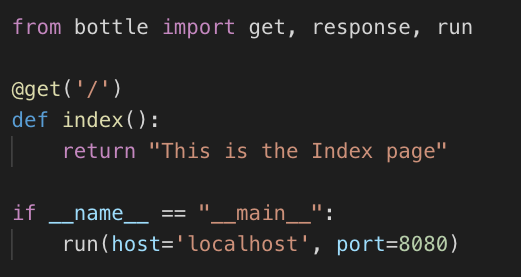 from bottle import get, response, run
@get('/')
def index():
    return "This is the Index page"
if __name__ == "__main__":
    run(host='localhost', port=8080)